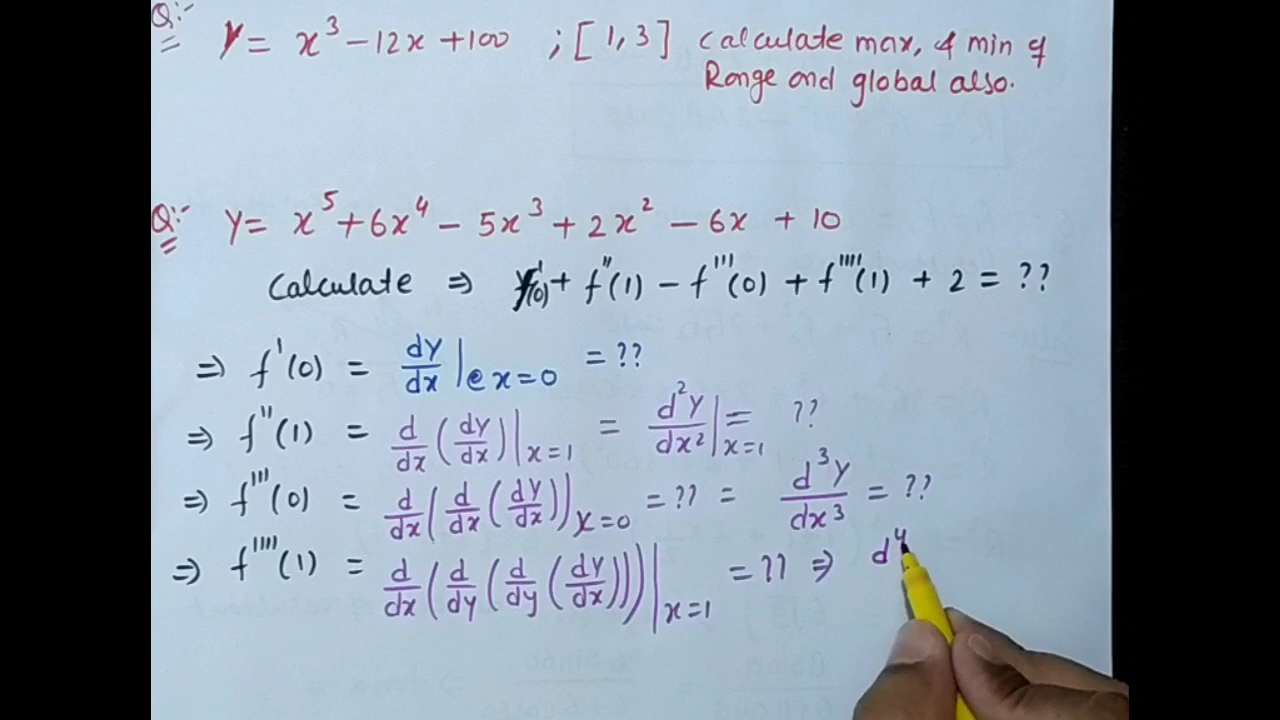 Q:- y = x³ - 12x + 100 ; [1, 3] calculate max, & min of
Range and global also.
Q:- y = x⁵ + 6x⁴ - 5x³ + 2x² - 6x + 10
Calculate ⇒ f'(0) + f''(1) - f'''(0) + f''''(1) + 2 = ??
⇒ f'(0) = dy/dx |@ x=0 = ??
⇒ f''(1) = d/dx (dy/dx)|x=1 = d²y/dx² |x=1 = ??
⇒ f'''(0) = d/dx (d/dx (dy/dx))x=0 = ?? = d³y/dx³ = ??
⇒ f''''(1) = d/dx (d/dy (d/dy (dy/dx)))|x=1 = ?? ⇒ d⁴